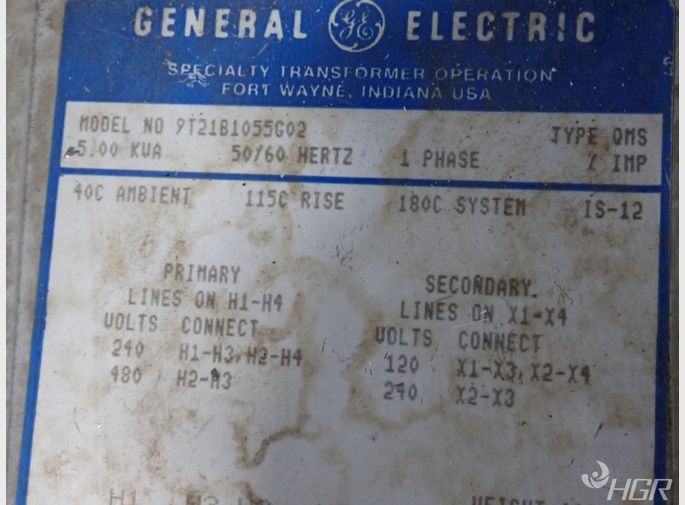 GENERAL GE ELECTRIC
SPECIALTY TRANSFORMER OPERATION
FORT WAYNE, INDIANA USA
MODEL NO 9T21B1055G02 TYPE QMS
5.00 KVA 50/60 HERTZ 1 PHASE % IMP
40C AMBIENT 115C RISE 180C SYSTEM IS-12
PRIMARY SECONDARY
LINES ON H1-H4 LINES ON X1-X4
VOLTS CONNECT VOLTS CONNECT
240 H1-H3,H2-H4 120 X1-X3,X2-X4
480 H2-H3 240 X2-X3
HGR